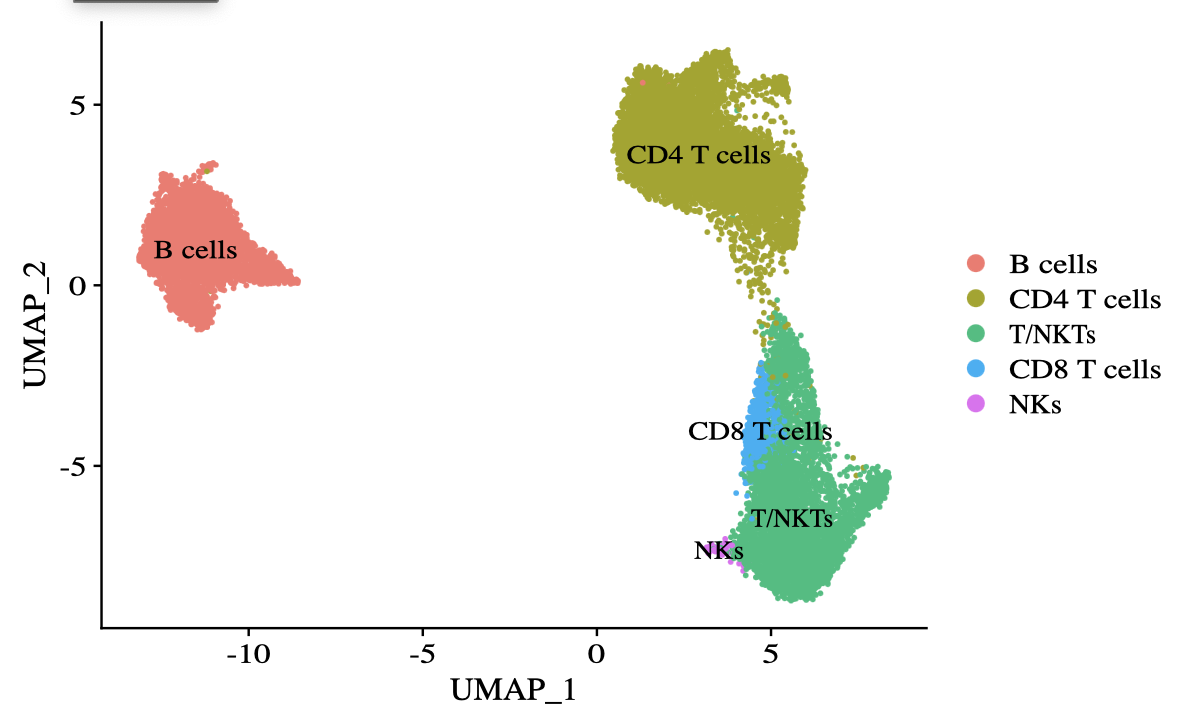 5
0
-5
UMAP_2
CD4 T cells
B cells
CD8 T cells
T/NKTs
NKs
-10
-5
0
5
UMAP_1
B cells
CD4 T cells
T/NKTs
CD8 T cells
NKs